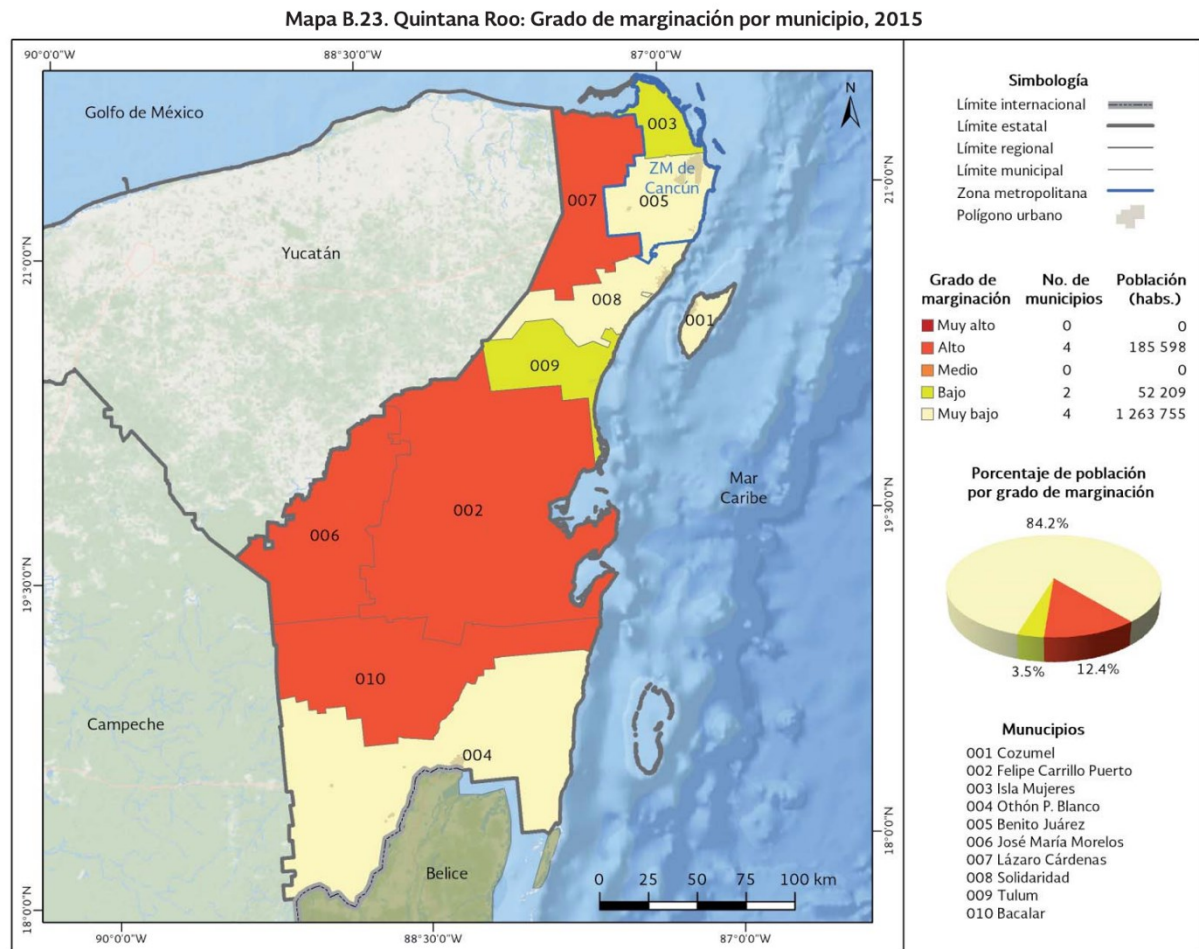 Mapa B.23. Quintana Roo: Grado de marginación por municipio, 2015
90°0'0"W
88°30'0"W
87°0'0"W
Golfo de México
N
003
ZM de
Cancún
005
007
21°0'0"N
21°0'0"N
Yucatán
008
001
009
Mar
Caribe
002
006
19°30'0"N
19°30'0"N
010
Campeche
004
Belice
18°0'0"N
18°0'0"N
0 25 50 75 100 km
90°0'0"W
88°30'0"W
87°0'0"W
Simbología
Límite internacional
Límite estatal
Límite regional
Límite municipal
Zona metropolitana
Polígono urbano
Grado de marginación No. de municipios Población (habs.)
Muy alto 0 0
Alto 4 185 598
Medio 0 0
Bajo 2 52 209
Muy bajo 4 1 263 755
Porcentaje de población
por grado de marginación
84.2%
3.5%
12.4%
Munucipios
001 Cozumel
002 Felipe Carrillo Puerto
003 Isla Mujeres
004 Othón P. Blanco
005 Benito Juárez
006 José María Morelos
007 Lázaro Cárdenas
008 Solidaridad
009 Tulum
010 Bacalar